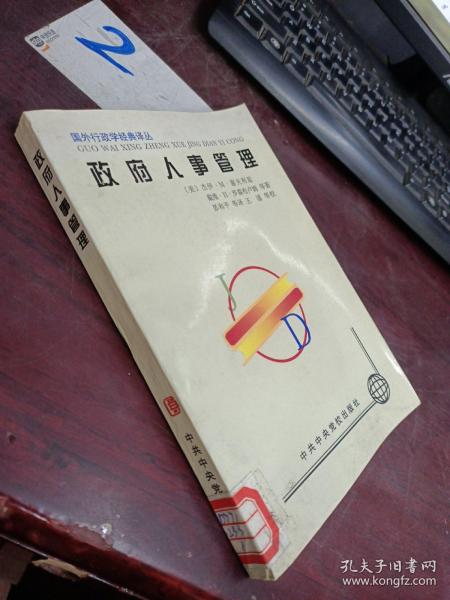 2
国外行政学经典译丛
GUO WAI XING ZHENG XUE JING DIAN YI CONG
政府人事管理
政府人事管理
J
D
中共中央党校出版社
中共中央党
孔夫子旧书网
www.kongfz.com